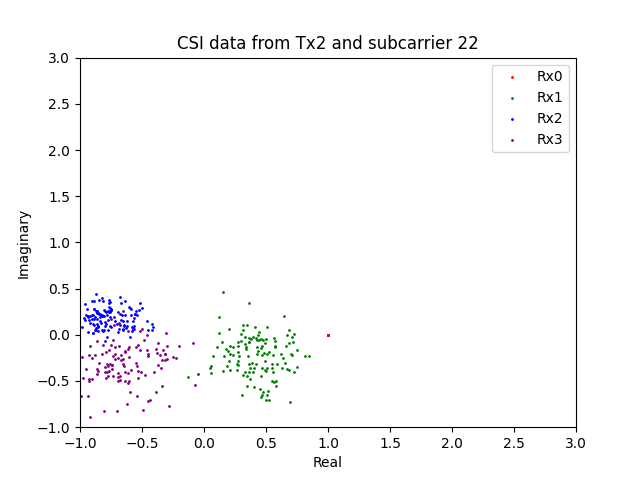 CSI data from Tx2 and subcarrier 22
3.0
2.5
2.0
1.5
1.0
0.5
0.0
−0.5
−1.0
Imaginary
Rx0
Rx1
Rx2
Rx3
−1.0 −0.5 0.0 0.5 1.0 1.5 2.0 2.5 3.0
Real